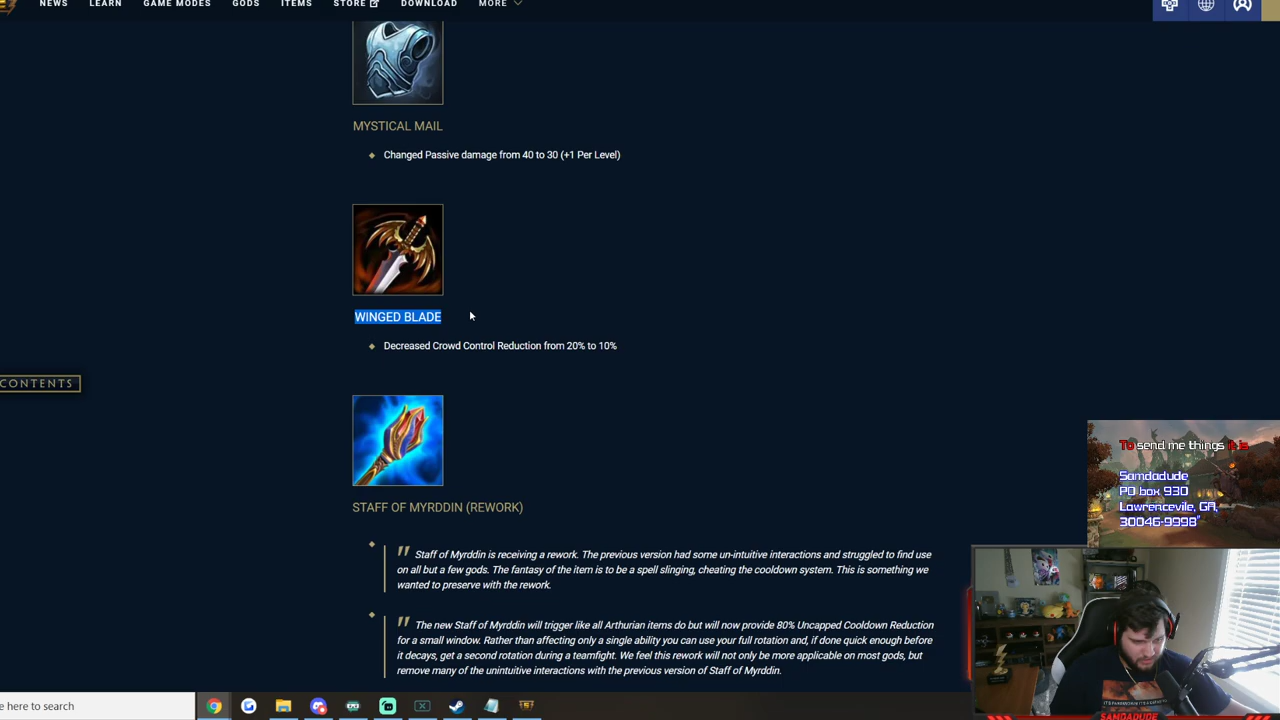 NEWS LEARN GAME MODES GODS ITEMS STORE DOWNLOAD MORE
MYSTICAL MAIL
Changed Passive damage from 40 to 30 (+1 Per Level)
WINGED BLADE
Decreased Crowd Control Reduction from 20% to 10%
CONTENTS
STAFF OF MYRDDIN (REWORK)
Staff of Myrddin is receiving a rework. The previous version had some un-intuitive interactions and struggled to find use
on all but a few gods. The fantasy of the item is to be a spell slinging, cheating the cooldown system. This is something we
wanted to preserve with the rework.
The new Staff of Myrddin will trigger like all Arthurian items do but will now provide 80% Uncapped Cooldown Reduction
for a small window. Rather than affecting only a single ability you can use your full rotation and, if done quick enough before
it decays, get a second rotation during a teamfight. We feel this rework will not only be more applicable on most gods, but
remove many of the unintuitive interactions with the previous version of Staff of Myrddin.
To send me things it is
Samdadude
PO box 930
Lawrencevile, GA,
30046-9998"
e here to search
SAMDADUDE